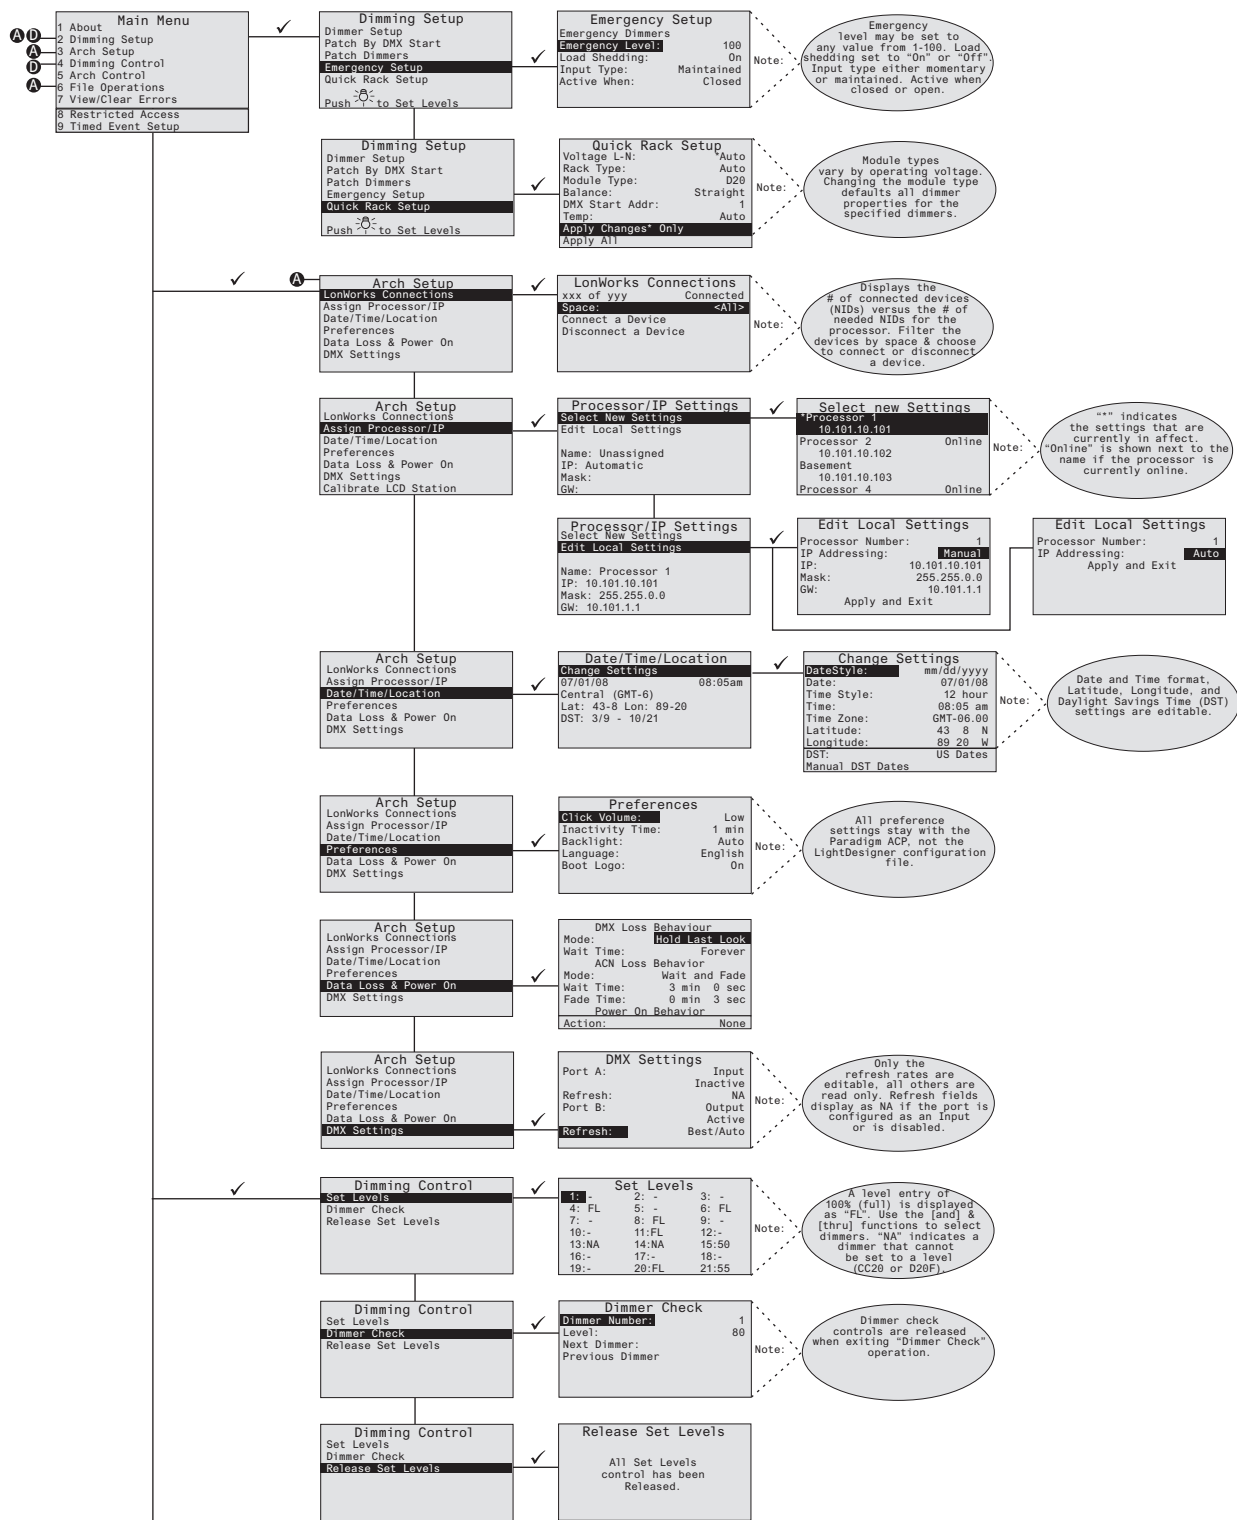 Main Menu
1 About
A D 2 Dimming Setup
A 3 Arch Setup
D 4 Dimming Control
5 Arch Control
A 6 File Operations
7 View/Clear Errors
8 Restricted Access
9 Timed Event Setup
Dimming Setup
Dimmer Setup
Patch By DMX Start
Patch Dimmers
Emergency Setup
Quick Rack Setup
Push to Set Levels
Emergency Setup
Emergency Dimmers
Emergency Level: 100
Load Shedding: On
Input Type: Maintained
Active When: Closed
Note:
Emergency
level may be set to
any value from 1-100. Load
shedding set to "On" or "Off".
Input type either momentary
or maintained. Active when
closed or open.
Dimming Setup
Dimmer Setup
Patch By DMX Start
Patch Dimmers
Emergency Setup
Quick Rack Setup
Push to Set Levels
Quick Rack Setup
Voltage L-N: *Auto
Rack Type: Auto
Module Type: D20
Balance: Straight
DMX Start Addr: 1
Temp: Auto
Apply Changes* Only
Apply All
Note:
Module types
vary by operating voltage.
Changing the module type
defaults all dimmer
properties for the
specified dimmers.
A
Arch Setup
LonWorks Connections
Assign Processor/IP
Date/Time/Location
Preferences
Data Loss & Power On
DMX Settings
LonWorks Connections
xxx of yyy Connected
Space: <All>
Connect a Device
Disconnect a Device
Note:
Displays the
# of connected devices
(NIDs) versus the # of
needed NIDs for the
processor. Filter the
devices by space & choose
to connect or disconnect
a device.
Arch Setup
LonWorks Connections
Assign Processor/IP
Date/Time/Location
Preferences
Data Loss & Power On
DMX Settings
Calibrate LCD Station
Processor/IP Settings
Select New Settings
Edit Local Settings
Name: Unassigned
IP: Automatic
Mask:
GW:
Select new Settings
*Processor 1
10.101.10.101
Processor 2 Online
10.101.10.102
Basement
10.101.10.103
Processor 4 Online
Note:
"*" indicates
the settings that are
currently in affect.
"Online" is shown next to the
name if the processor is
currently online.
Processor/IP Settings
Select New Settings
Edit Local Settings
Name: Processor 1
IP: 10.101.10.101
Mask: 255.255.0.0
GW: 10.101.1.1
Edit Local Settings
Processor Number: 1
IP Addressing: Manual
IP: 10.101.10.101
Mask: 255.255.0.0
GW: 10.101.1.1
Apply and Exit
Edit Local Settings
Processor Number: 1
IP Addressing: Auto
Apply and Exit
Arch Setup
LonWorks Connections
Assign Processor/IP
Date/Time/Location
Preferences
Data Loss & Power On
DMX Settings
Date/Time/Location
Change Settings
07/01/08 08:05am
Central (GMT-6)
Lat: 43-8 Lon: 89-20
DST: 3/9 - 10/21
Change Settings
DateStyle: mm/dd/yyyy
Date: 07/01/08
Time Style: 12 hour
Time: 08:05 am
Time Zone: GMT-06.00
Latitude: 43 8 N
Longitude: 89 20 W
DST: US Dates
Manual DST Dates
Note:
Date and Time format,
Latitude, Longitude, and
Daylight Savings Time (DST)
settings are editable.
Arch Setup
LonWorks Connections
Assign Processor/IP
Date/Time/Location
Preferences
Data Loss & Power On
DMX Settings
Preferences
Click Volume: Low
Inactivity Time: 1 min
Backlight: Auto
Language: English
Boot Logo: On
Note:
All preference
settings stay with the
Paradigm ACP, not the
LightDesigner configuration
file.
Arch Setup
LonWorks Connections
Assign Processor/IP
Date/Time/Location
Preferences
Data Loss & Power On
DMX Settings
DMX Loss Behaviour
Mode: Hold Last Look
Wait Time: Forever
ACN Loss Behavior
Mode: Wait and Fade
Wait Time: 3 min 0 sec
Fade Time: 0 min 3 sec
Power On Behavior
Action: None
Arch Setup
LonWorks Connections
Assign Processor/IP
Date/Time/Location
Preferences
Data Loss & Power On
DMX Settings
DMX Settings
Port A: Input
Inactive
Refresh: NA
Port B: Output
Active
Refresh: Best/Auto
Note:
Only the
refresh rates are
editable, all others are
read only. Refresh fields
display as NA if the port is
configured as an Input
or is disabled.
Dimming Control
Set Levels
Dimmer Check
Release Set Levels
Set Levels
1: - 2: - 3: -
4: FL 5: - 6: FL
7: - 8: FL 9: -
10:- 11:FL 12:-
13:NA 14:NA 15:50
16:- 17:- 18:-
19:- 20:FL 21:55
Note:
A level entry of
100% (full) is displayed
as "FL". Use the [and] &
[thru] functions to select
dimmers. "NA" indicates a
dimmer that cannot
be set to a level
(CC20 or D20F).
Dimming Control
Set Levels
Dimmer Check
Release Set Levels
Dimmer Check
Dimmer Number: 1
Level: 80
Next Dimmer:
Previous Dimmer
Note:
Dimmer check
controls are released
when exiting "Dimmer Check"
operation.
Dimming Control
Set Levels
Dimmer Check
Release Set Levels
Release Set Levels
All Set Levels
control has been
Released.